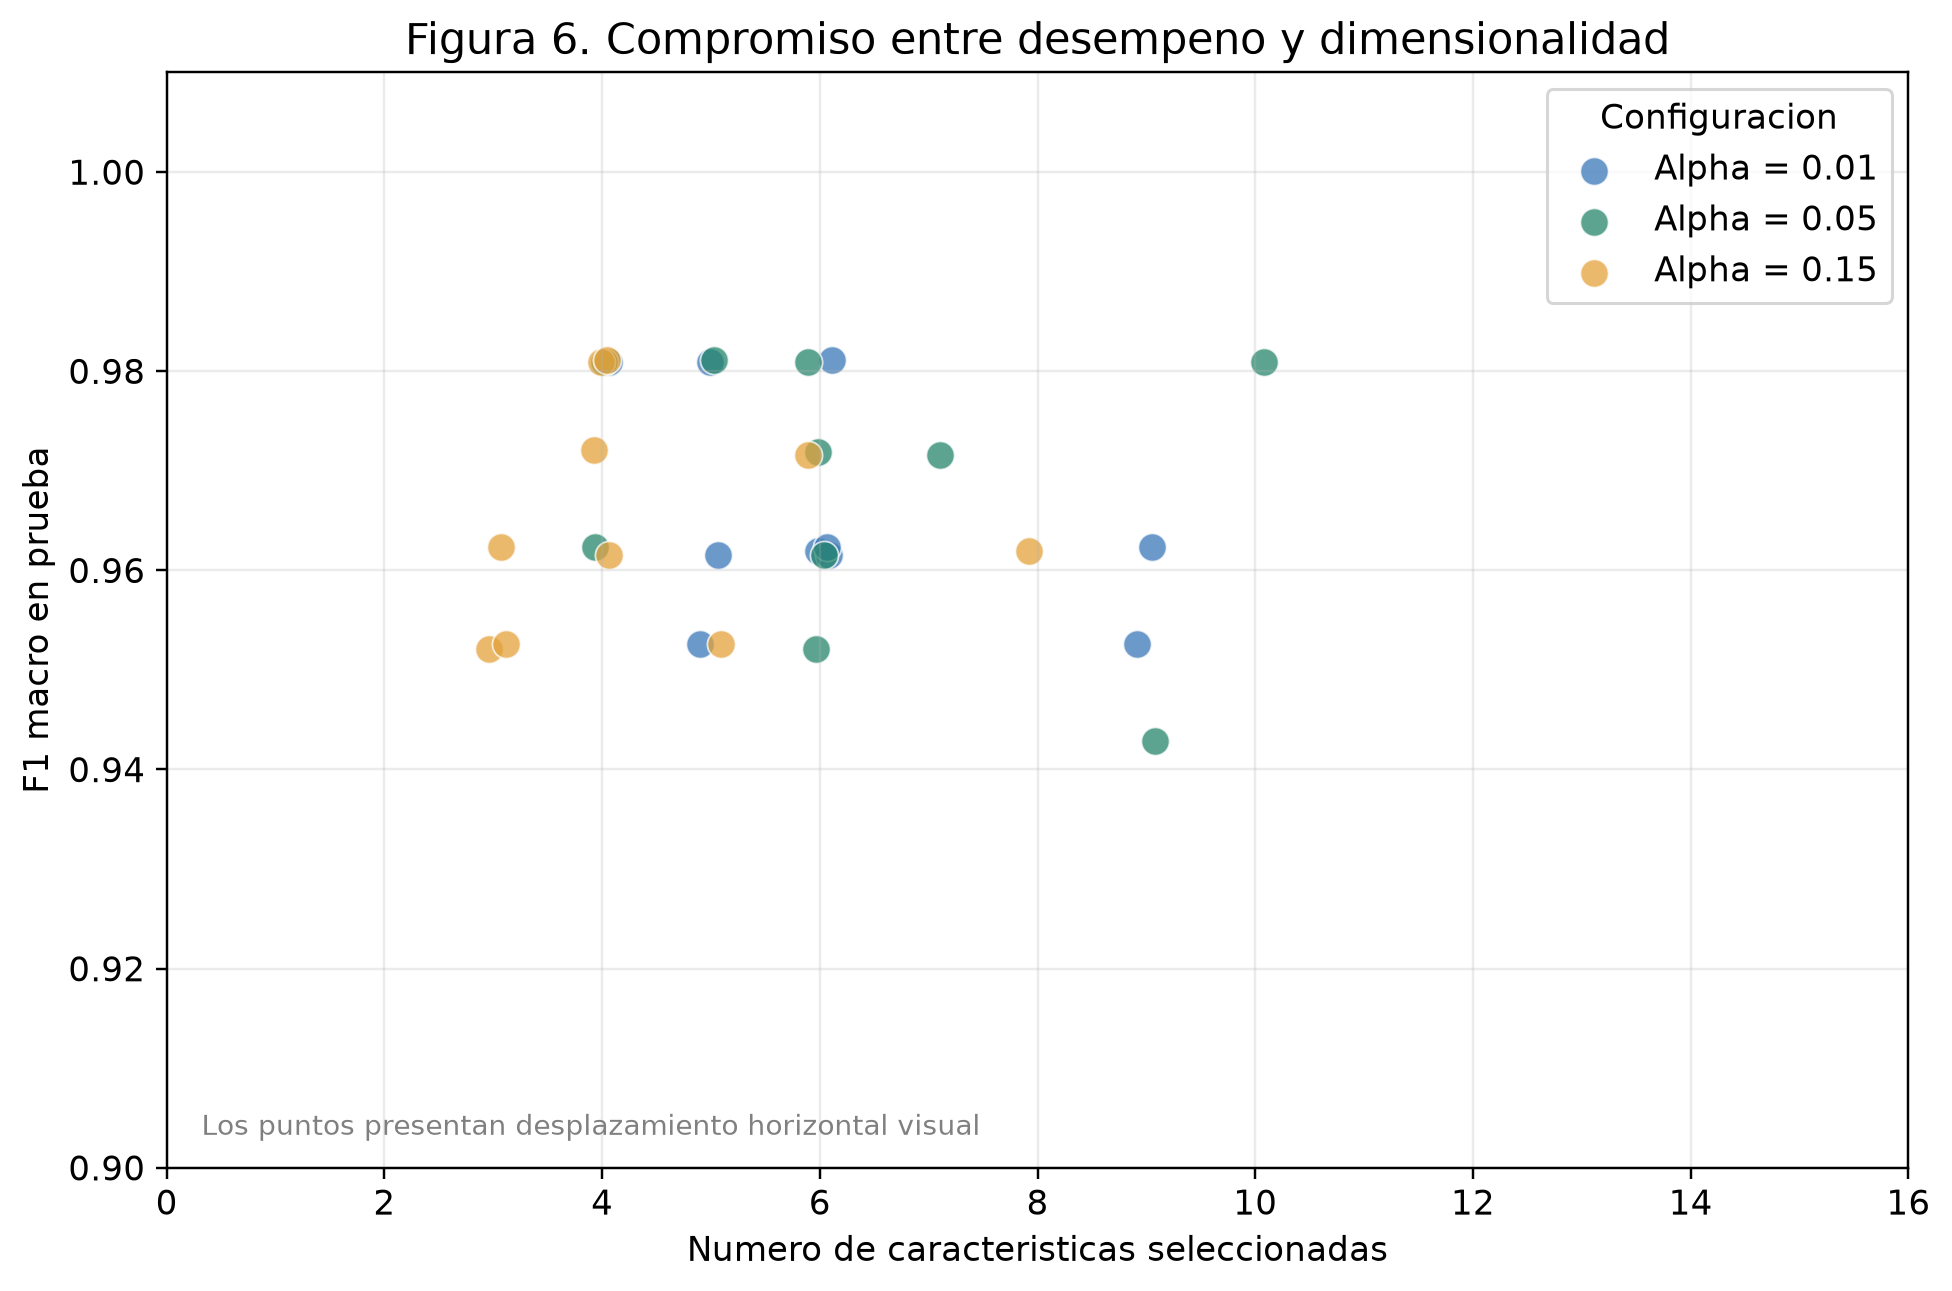 Figura 6. Compromiso entre desempeno y dimensionalidad
Configuracion
Alpha = 0.01
Alpha = 0.05
Alpha = 0.15
F1 macro en prueba
1.00
0.98
0.96
0.94
0.92
0.90
Los puntos presentan desplazamiento horizontal visual
0 2 4 6 8 10 12 14 16
Numero de caracteristicas seleccionadas